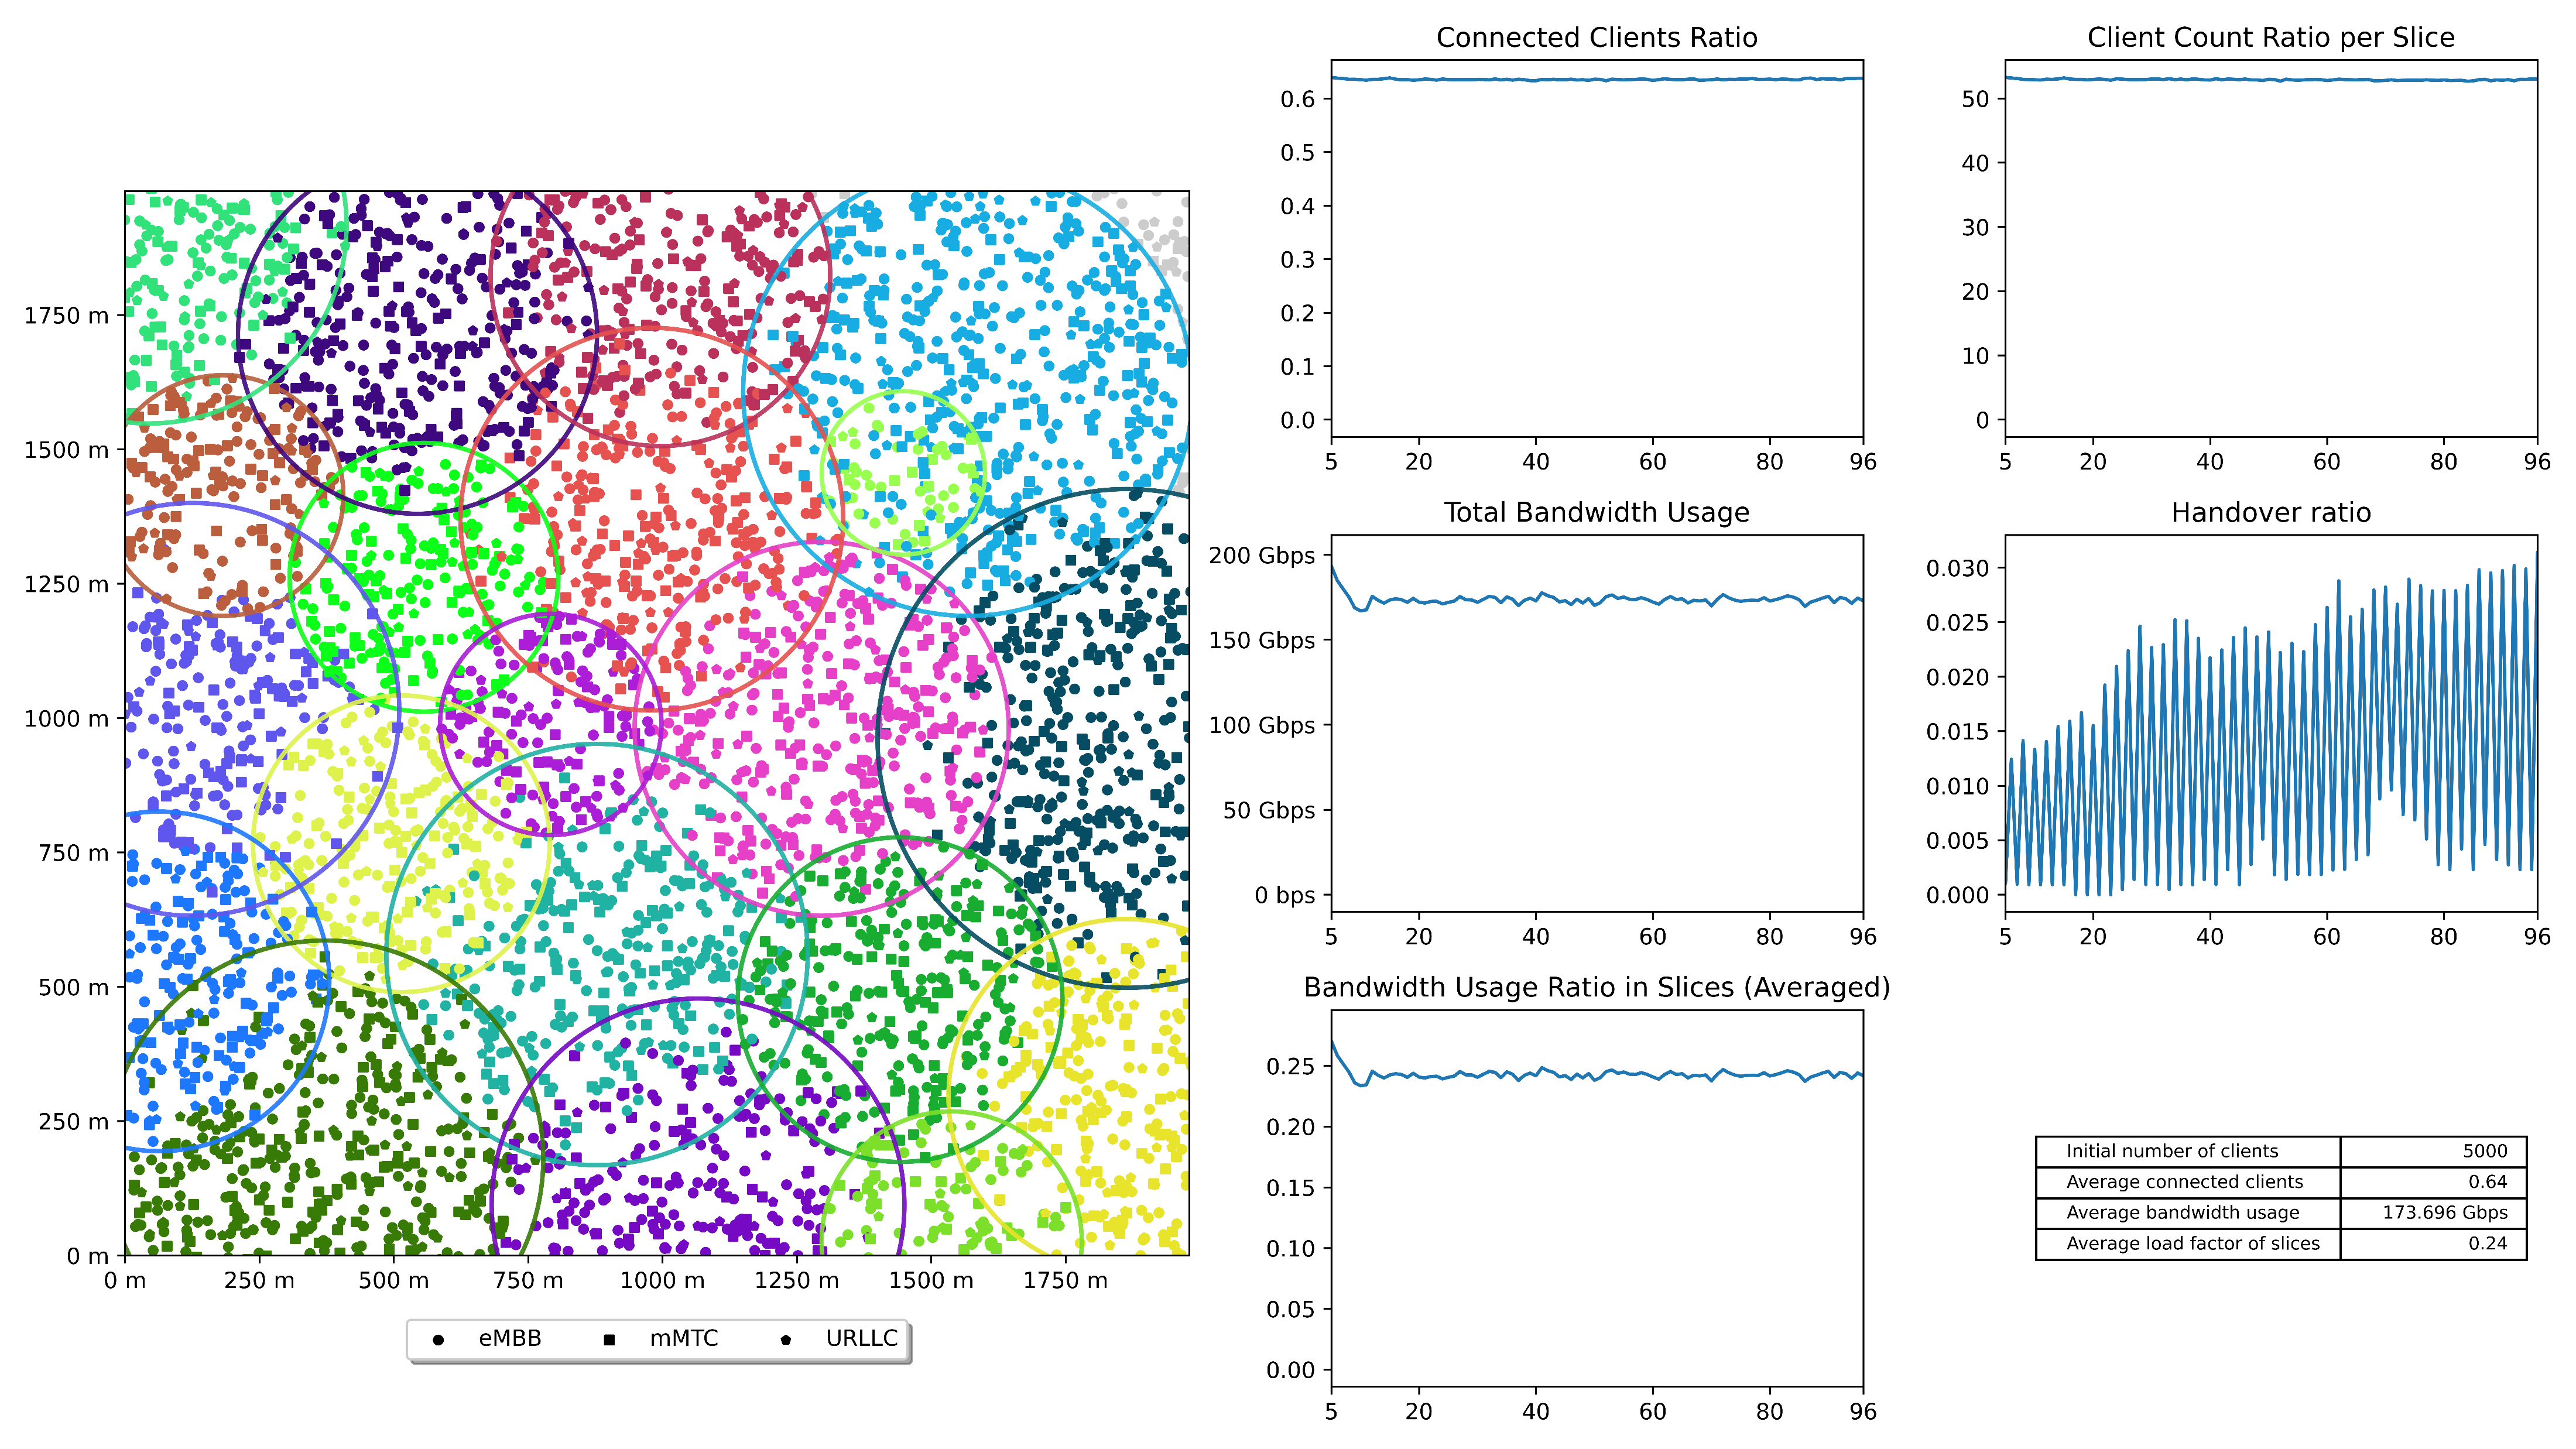 1750 m
1500 m
1250 m
1000 m
750 m
500 m
250 m
0 m
0 m 250 m 500 m 750 m 1000 m 1250 m 1500 m 1750 m
eMBB mMTC URLLC
Connected Clients Ratio
0.6
0.5
0.4
0.3
0.2
0.1
0.0
5 20 40 60 80 96
Client Count Ratio per Slice
50
40
30
20
10
0
5 20 40 60 80 96
Total Bandwidth Usage
200 Gbps
150 Gbps
100 Gbps
50 Gbps
0 bps
5 20 40 60 80 96
Handover ratio
0.030
0.025
0.020
0.015
0.010
0.005
0.000
5 20 40 60 80 96
Bandwidth Usage Ratio in Slices (Averaged)
0.25
0.20
0.15
0.10
0.05
0.00
5 20 40 60 80 96
Initial number of clients 5000
Average connected clients 0.64
Average bandwidth usage 173.696 Gbps
Average load factor of slices 0.24